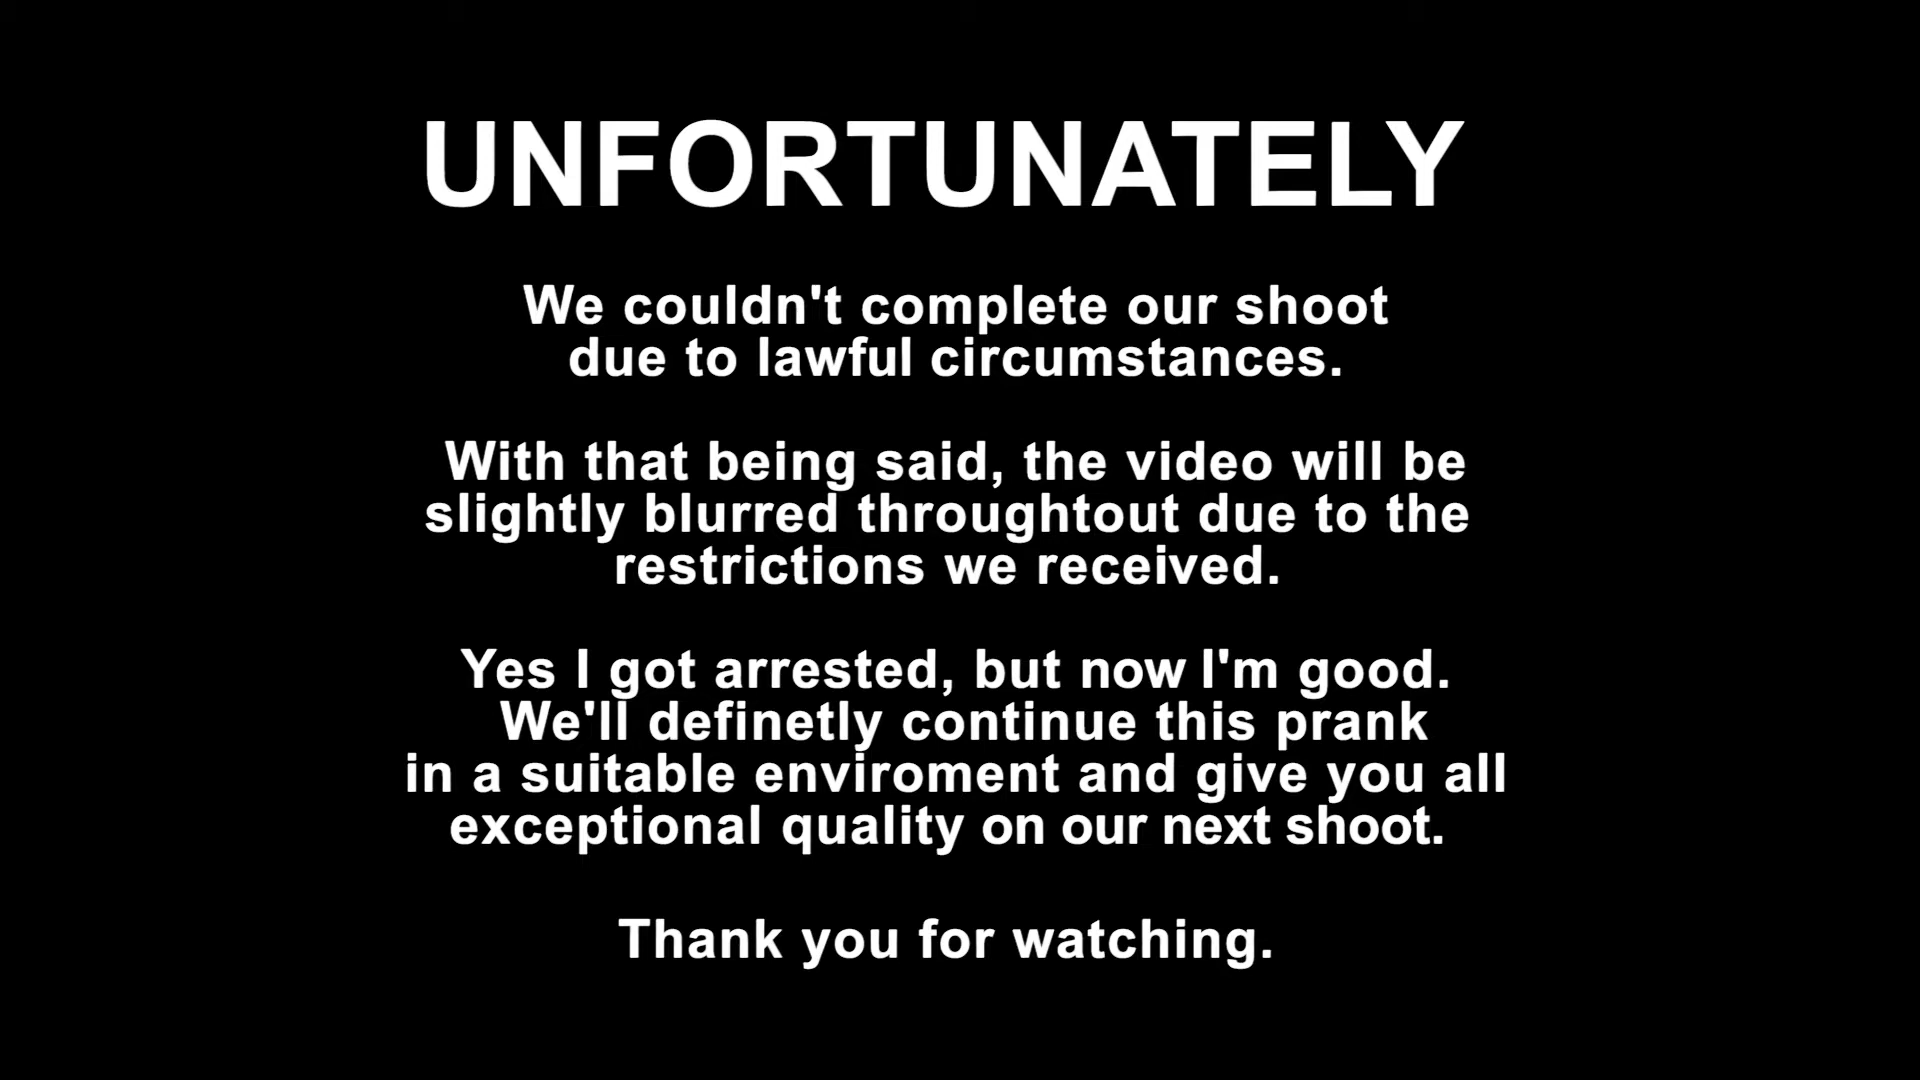 UNFORTUNATELY
We couldn't complete our shoot
due to lawful circumstances.
With that being said, the video will be
slightly blurred throughtout due to the
restrictions we received.
Yes I got arrested, but now I'm good.
We'll definetly continue this prank
in a suitable enviroment and give you all
exceptional quality on our next shoot.
Thank you for watching.